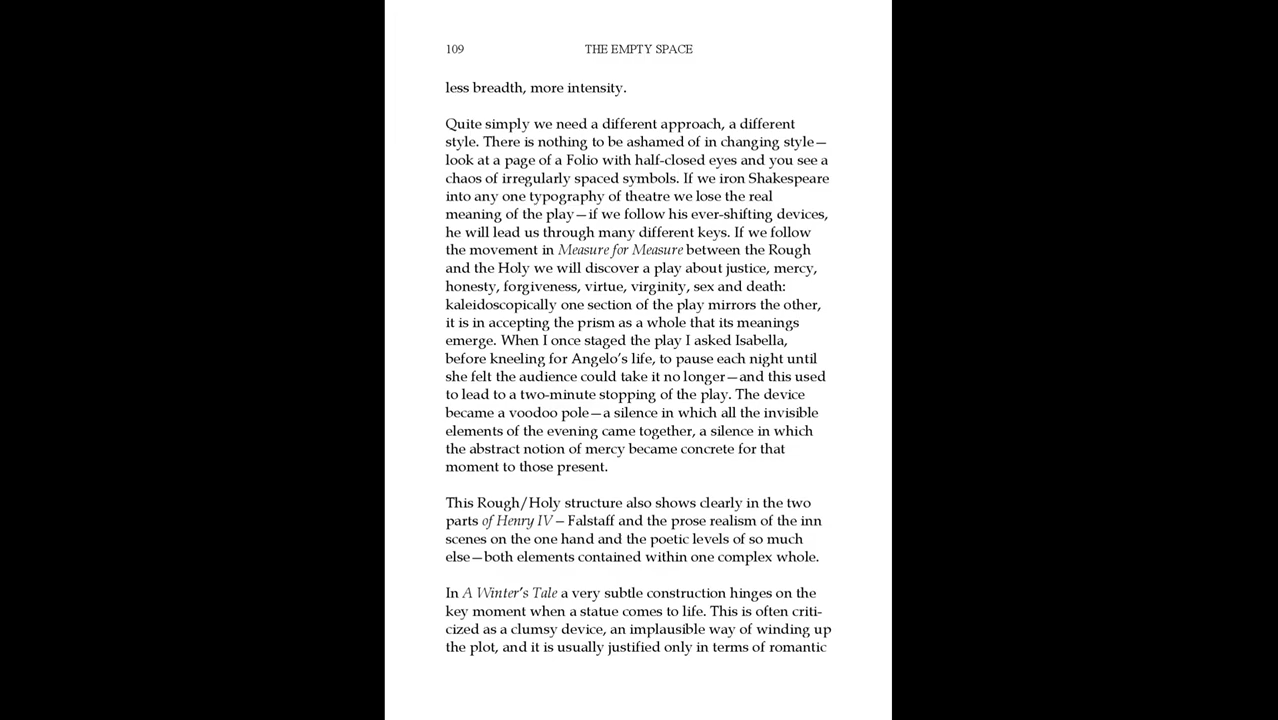 109
THE EMPTY SPACE
less breadth, more intensity.
Quite simply we need a different approach, a different
style. There is nothing to be ashamed of in changing style—
look at a page of a Folio with half-closed eyes and you see a
chaos of irregularly spaced symbols. If we iron Shakespeare
into any one typography of theatre we lose the real
meaning of the play—if we follow his ever-shifting devices,
he will lead us through many different keys. If we follow
the movement in Measure for Measure between the Rough
and the Holy we will discover a play about justice, mercy,
honesty, forgiveness, virtue, virginity, sex and death:
kaleidoscopically one section of the play mirrors the other,
it is in accepting the prism as a whole that its meanings
emerge. When I once staged the play I asked Isabella,
before kneeling for Angelo's life, to pause each night until
she felt the audience could take it no longer—and this used
to lead to a two-minute stopping of the play. The device
became a voodoo pole—a silence in which all the invisible
elements of the evening came together, a silence in which
the abstract notion of mercy became concrete for that
moment to those present.
This Rough/Holy structure also shows clearly in the two
parts of Henry IV – Falstaff and the prose realism of the inn
scenes on the one hand and the poetic levels of so much
else—both elements contained within one complex whole.
In A Winter's Tale a very subtle construction hinges on the
key moment when a statue comes to life. This is often criti-
cized as a clumsy device, an implausible way of winding up
the plot, and it is usually justified only in terms of romantic